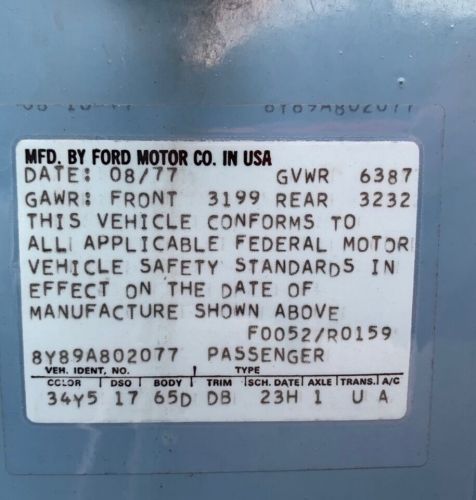 8Y89A802077
MFD. BY FORD MOTOR CO. IN USA
DATE: 08/77 GVWR 6387
GAWR: FRONT 3199 REAR 3232
THIS VEHICLE CONFORMS TO
ALL APPLICABLE FEDERAL MOTOR
VEHICLE SAFETY STANDARDS IN
EFFECT ON THE DATE OF
MANUFACTURE SHOWN ABOVE
F0052/R0159
8Y89A802077 PASSENGER
VEH. IDENT. NO. TYPE
COLOR DSO BODY TRIM SCH. DATE AXLE TRANS. A/C
34Y5 17 65D DB 23H 1 U A